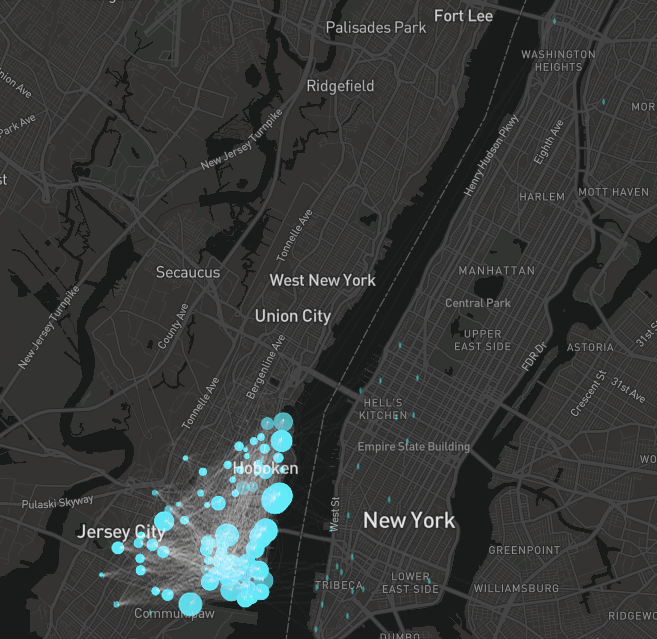 Fort Lee
Palisades Park
WASHINGTON
HEIGHTS
Ridgefield
Union Ave
Park Ave
MOR
New Jersey Turnpike
Eighth Ave
Henry Hudson Pkwy
st
HARLEM
MOTT HAVEN
Tonnelle Ave
Secaucus
West New York
MANHATTAN
Central Park
New Jersey Turnpike
County Ave
Union City
UPPER
EAST SIDE
FDR Dr
ASTORIA
31st S
Bergenline Ave
Tonnelle Ave
HELL'S
KITCHEN
Crescent St
31st Ave
Empire State Building
WO
Hoboken
Pulaski Skyway
West St
New York
Jersey City
GREENPOINT
TRIBECA
LOWER
EAST SIDE
WILLIAMSBURG
Communipaw
RIDGEWO
DUMBO